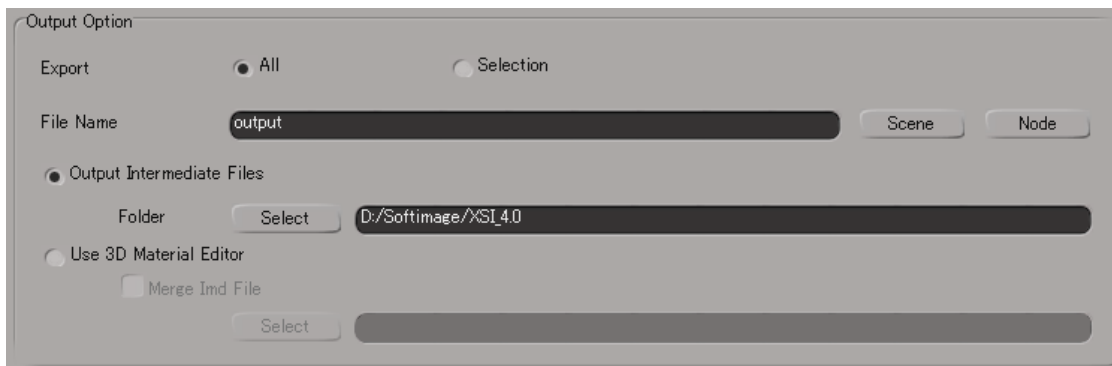 Output Option
Export All Selection
File Name output Scene Node
Output Intermediate Files
Folder Select D:/Softimage/XSI_4.0
Use 3D Material Editor
Merge Imd File
Select